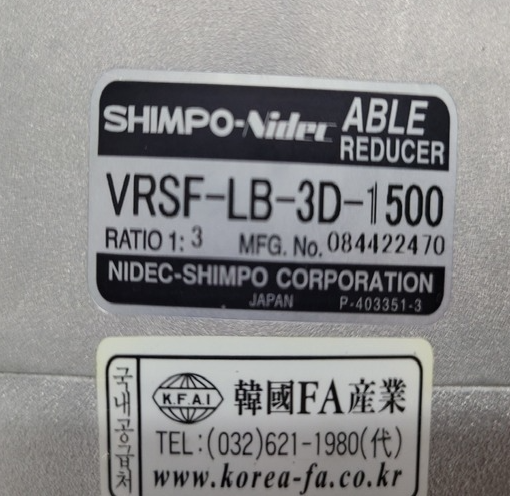 SHIMPO-Nidec ABLE
REDUCER
VRSF-LB-3D-1500
RATIO 1: 3 MFG. No. 084422470
NIDEC-SHIMPO CORPORATION
JAPAN P-403351-3
국내공급처
K.F.A.I 韓國FA産業
TEL:(032)621-1980(代)
www.korea-fa.co.kr